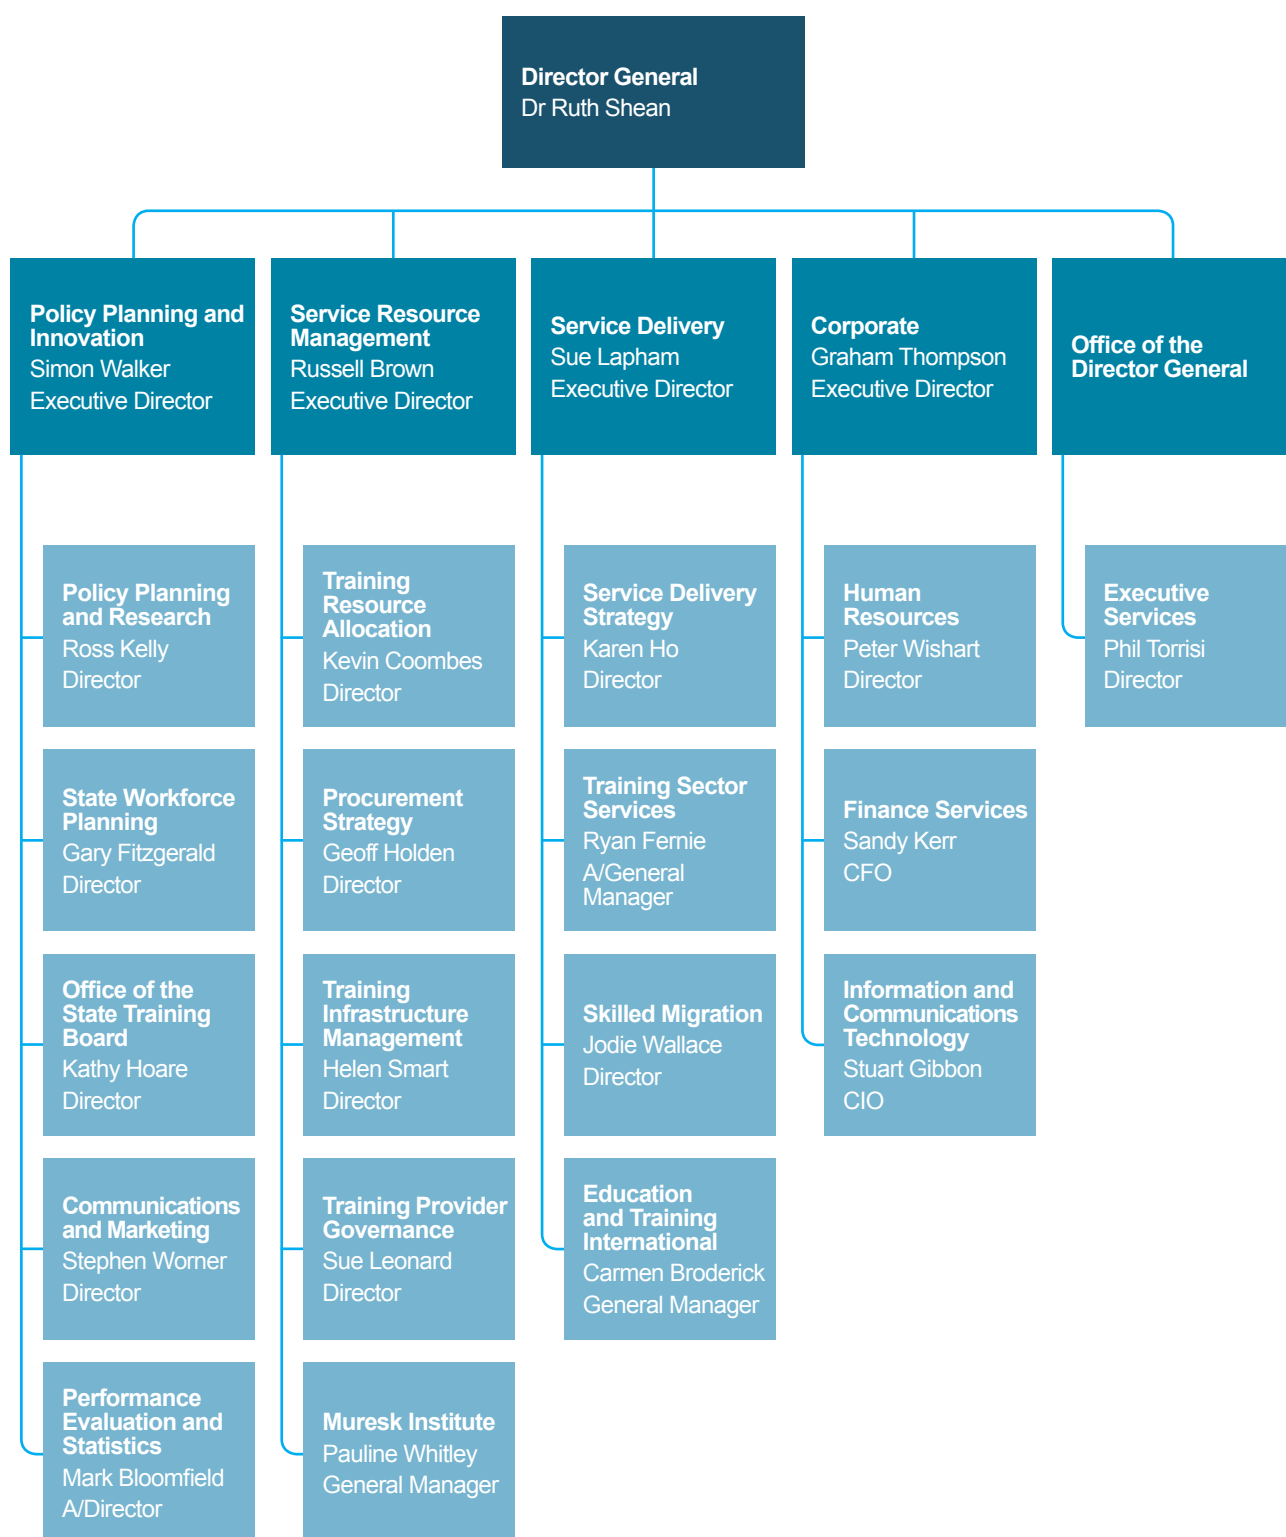 Director General
Dr Ruth Shean
Policy Planning and
Innovation
Simon Walker
Executive Director
Service Resource
Management
Russell Brown
Executive Director
Service Delivery
Sue Lapham
Executive Director
Corporate
Graham Thompson
Executive Director
Office of the
Director General
Policy Planning
and Research
Ross Kelly
Director
Training
Resource
Allocation
Kevin Coombes
Director
Service Delivery
Strategy
Karen Ho
Director
Human
Resources
Peter Wishart
Director
Executive
Services
Phil Torrisi
Director
State Workforce
Planning
Gary Fitzgerald
Director
Procurement
Strategy
Geoff Holden
Director
Training Sector
Services
Ryan Fernie
A/General
Manager
Finance Services
Sandy Kerr
CFO
Office of the
State Training
Board
Kathy Hoare
Director
Training
Infrastructure
Management
Helen Smart
Director
Skilled Migration
Jodie Wallace
Director
Information and
Communications
Technology
Stuart Gibbon
CIO
Communications
and Marketing
Stephen Worner
Director
Training Provider
Governance
Sue Leonard
Director
Education
and Training
International
Carmen Broderick
General Manager
Performance
Evaluation and
Statistics
Mark Bloomfield
A/Director
Muresk Institute
Pauline Whitley
General Manager